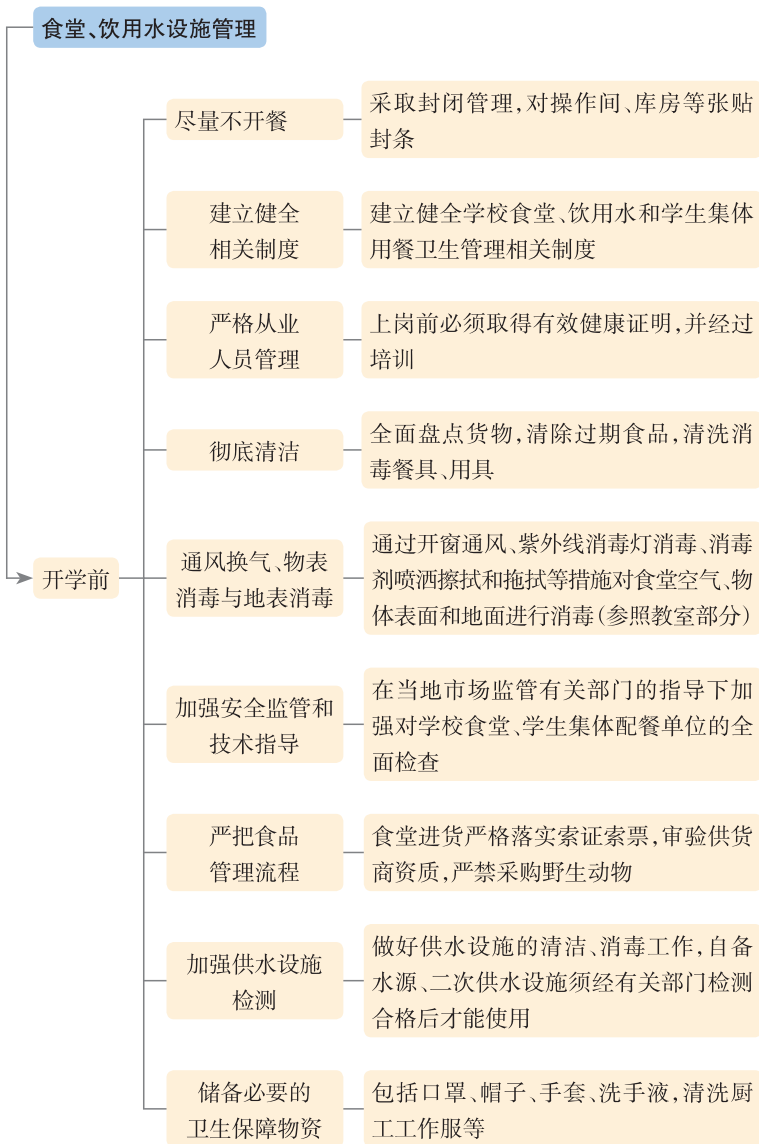 食堂、饮用水设施管理
开学前
尽量不开餐
采取封闭管理,对操作间、库房等张贴
封条
建立健全
相关制度
建立健全学校食堂、饮用水和学生集体
用餐卫生管理相关制度
严格从业
人员管理
上岗前必须取得有效健康证明,并经过
培训
彻底清洁
全面盘点货物,清除过期食品,清洗消
毒餐具、用具
通风换气、物表
消毒与地表消毒
通过开窗通风、紫外线消毒灯消毒、消毒
剂喷洒擦拭和拖拭等措施对食堂空气、物
体表面和地面进行消毒(参照教室部分)
加强安全监管和
技术指导
在当地市场监管有关部门的指导下加
强对学校食堂、学生集体配餐单位的全
面检查
严把食品
管理流程
食堂进货严格落实索证索票,审验供货
商资质,严禁采购野生动物
加强供水设施
检测
做好供水设施的清洁、消毒工作,自备
水源、二次供水设施须经有关部门检测
合格后才能使用
储备必要的
卫生保障物资
包括口罩、帽子、手套、洗手液,清洗厨
工工作服等